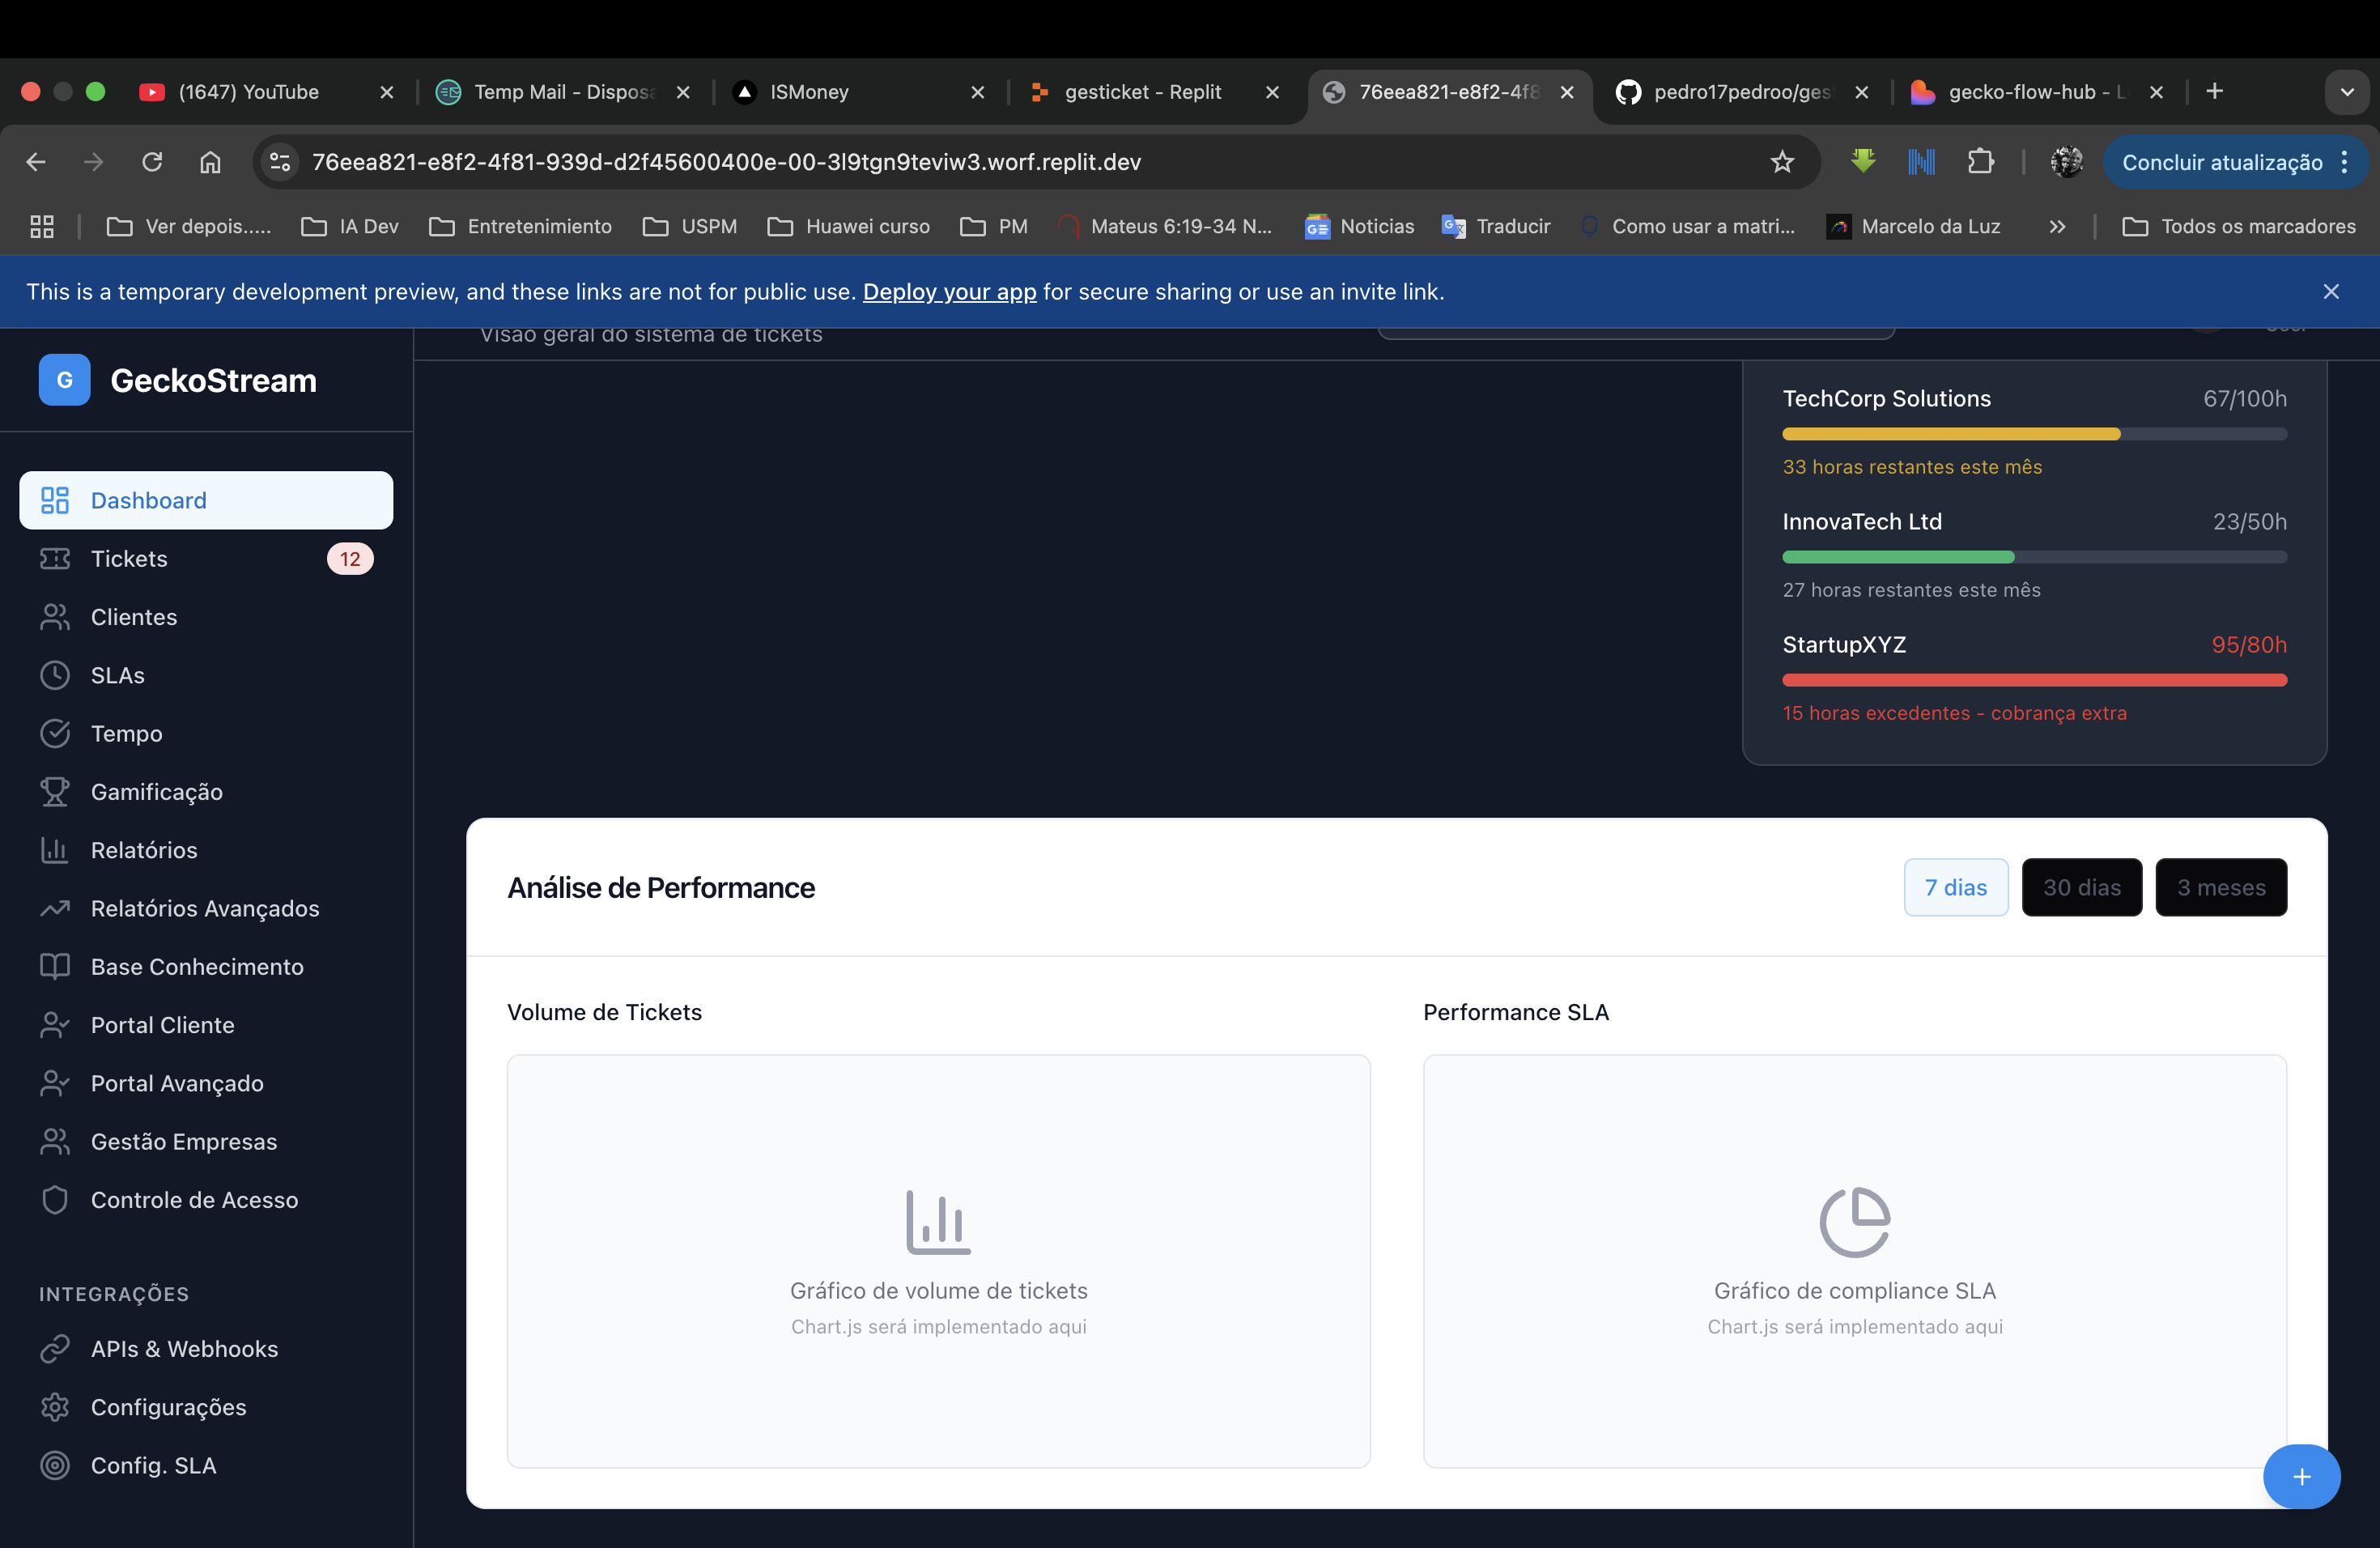 (1647) YouTube
Temp Mail - Dispos
ISMoney
gesticket - Replit
76eea821-e8f2-4f8
pedro17pedroo/ges
gecko-flow-hub - L
76eea821-e8f2-4f81-939d-d2f45600400e-00-3l9tgn9teviw3.worf.replit.dev
Concluir atualização
Ver depois.....
IA Dev
Entretenimiento
USPM
Huawei curso
PM
Mateus 6:19-34 N...
Noticias
Traducir
Como usar a matri...
Marcelo da Luz
Todos os marcadores
This is a temporary development preview, and these links are not for public use. Deploy your app for secure sharing or use an invite link.
Visão geral do sistema de tickets
G
GeckoStream
Dashboard
Tickets
12
Clientes
SLAs
Tempo
Gamificação
Relatórios
Relatórios Avançados
Base Conhecimento
Portal Cliente
Portal Avançado
Gestão Empresas
Controle de Acesso
INTEGRAÇÕES
APIs & Webhooks
Configurações
Config. SLA
TechCorp Solutions
67/100h
33 horas restantes este mês
InnovaTech Ltd
23/50h
27 horas restantes este mês
StartupXYZ
95/80h
15 horas excedentes - cobrança extra
Análise de Performance
7 dias
30 dias
3 meses
Volume de Tickets
Gráfico de volume de tickets
Chart.js será implementado aqui
Performance SLA
Gráfico de compliance SLA
Chart.js será implementado aqui